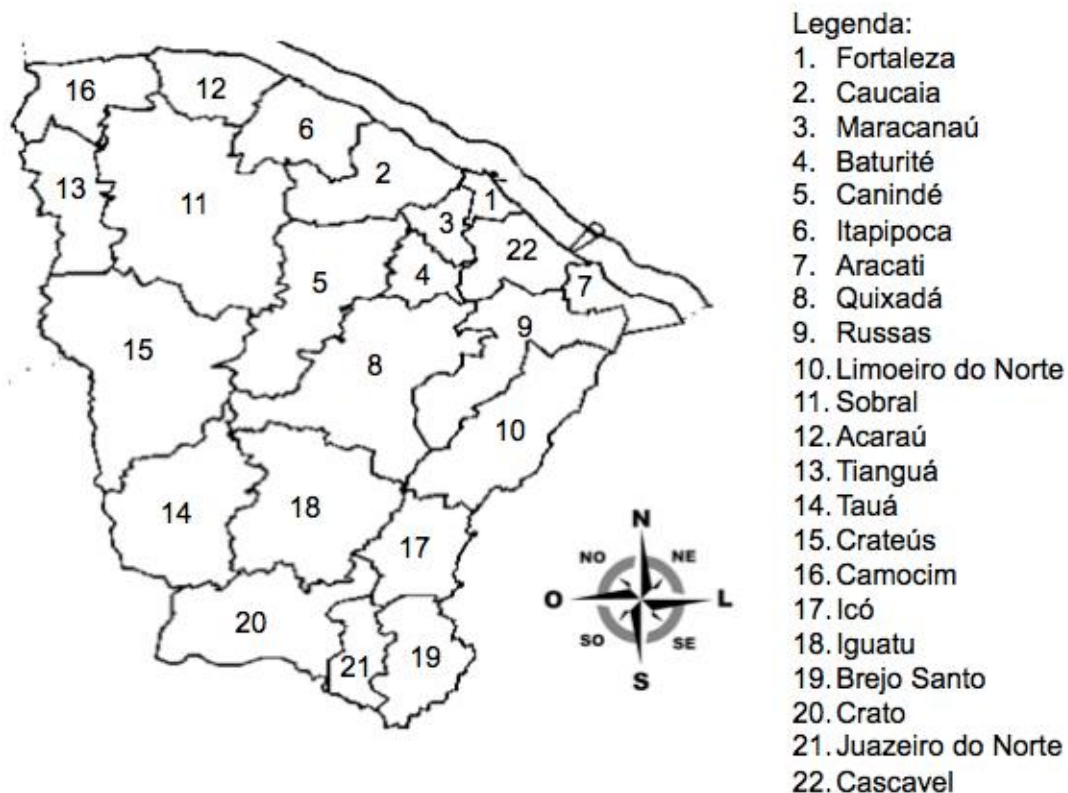 16
12
6
2
13
11
1
3
22
5
4
7
15
9
8
10
14
18
17
20
21
19
N
NO
NE
O
L
SO
SE
S
Legenda:
1. Fortaleza
2. Caucaia
3. Maracanaú
4. Baturité
5. Canindé
6. Itapipoca
7. Aracati
8. Quixadá
9. Russas
10. Limoeiro do Norte
11. Sobral
12. Acaraú
13. Tianguá
14. Tauá
15. Crateús
16. Camocim
17. Icó
18. Iguatu
19. Brejo Santo
20. Crato
21. Juazeiro do Norte
22. Cascavel